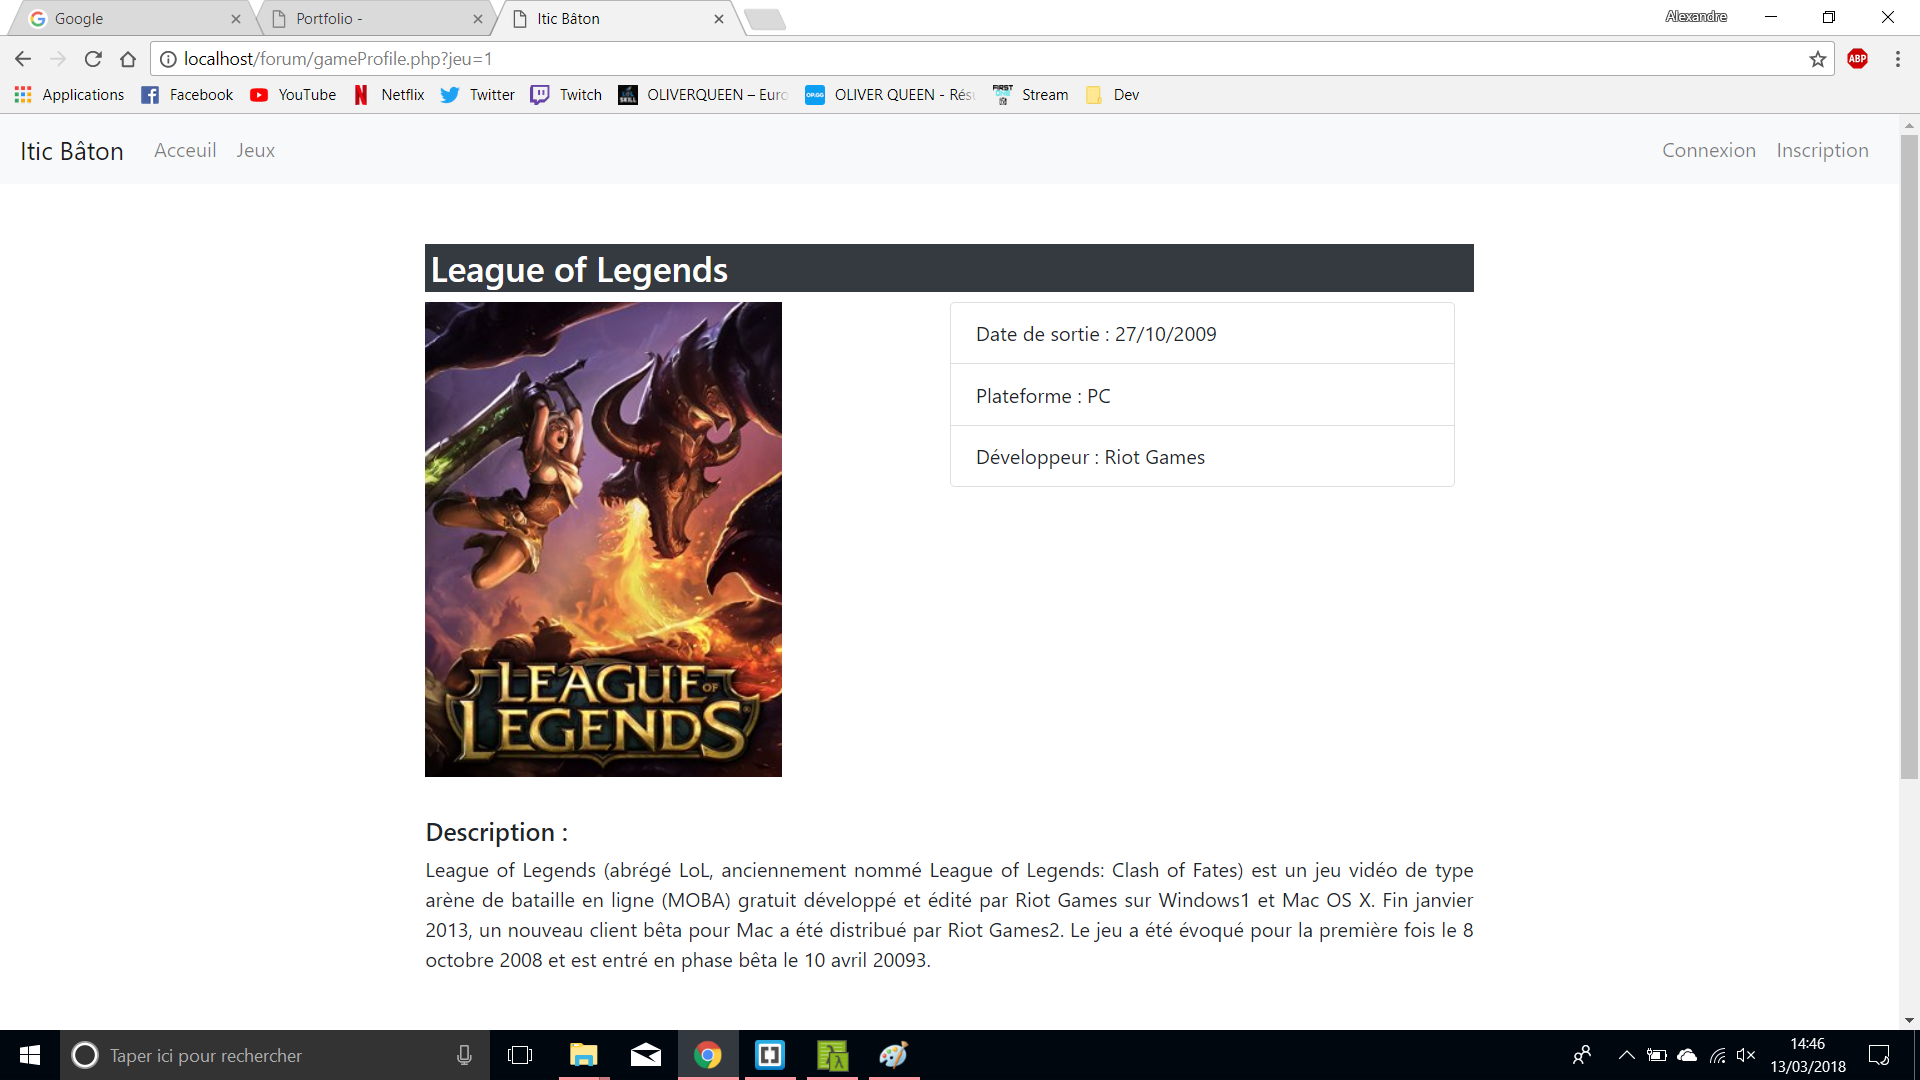 Google
Portfolio -
Itic Bâton
Alexandre
localhost/forum/gameProfile.php?jeu=1
ABP
Applications
Facebook
YouTube
Netflix
Twitter
Twitch
OLIVERQUEEN – Euro
OLIVER QUEEN - Rés
Stream
Dev
Itic Bâton
Acceuil
Jeux
Connexion
Inscription
League of Legends
LEAGUE OF
LEGENDS
Date de sortie : 27/10/2009
Plateforme : PC
Développeur : Riot Games
Description :
League of Legends (abrégé LoL, anciennement nommé League of Legends: Clash of Fates) est un jeu vidéo de type
arène de bataille en ligne (MOBA) gratuit développé et édité par Riot Games sur Windows1 et Mac OS X. Fin janvier
2013, un nouveau client bêta pour Mac a été distribué par Riot Games2. Le jeu a été évoqué pour la première fois le 8
octobre 2008 et est entré en phase bêta le 10 avril 20093.
Taper ici pour rechercher
14:46
13/03/2018